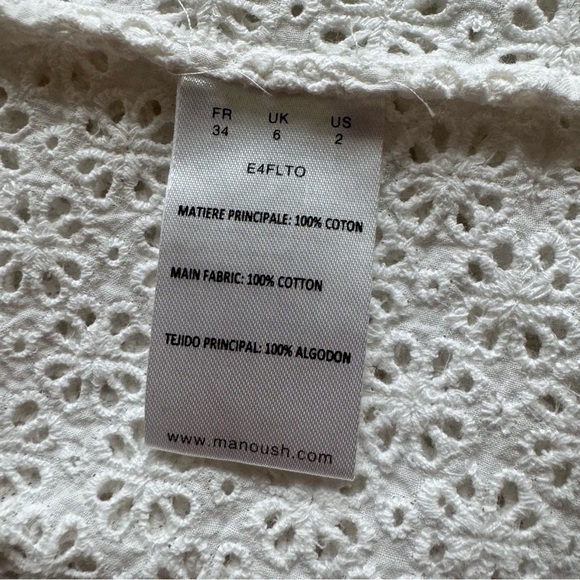 FR UK US
34 6 2
E4FLTO
MATIERE PRINCIPALE: 100% COTON
MAIN FABRIC: 100% COTTON
TEJIDO PRINCIPAL: 100% ALGODON
www.manoush.com